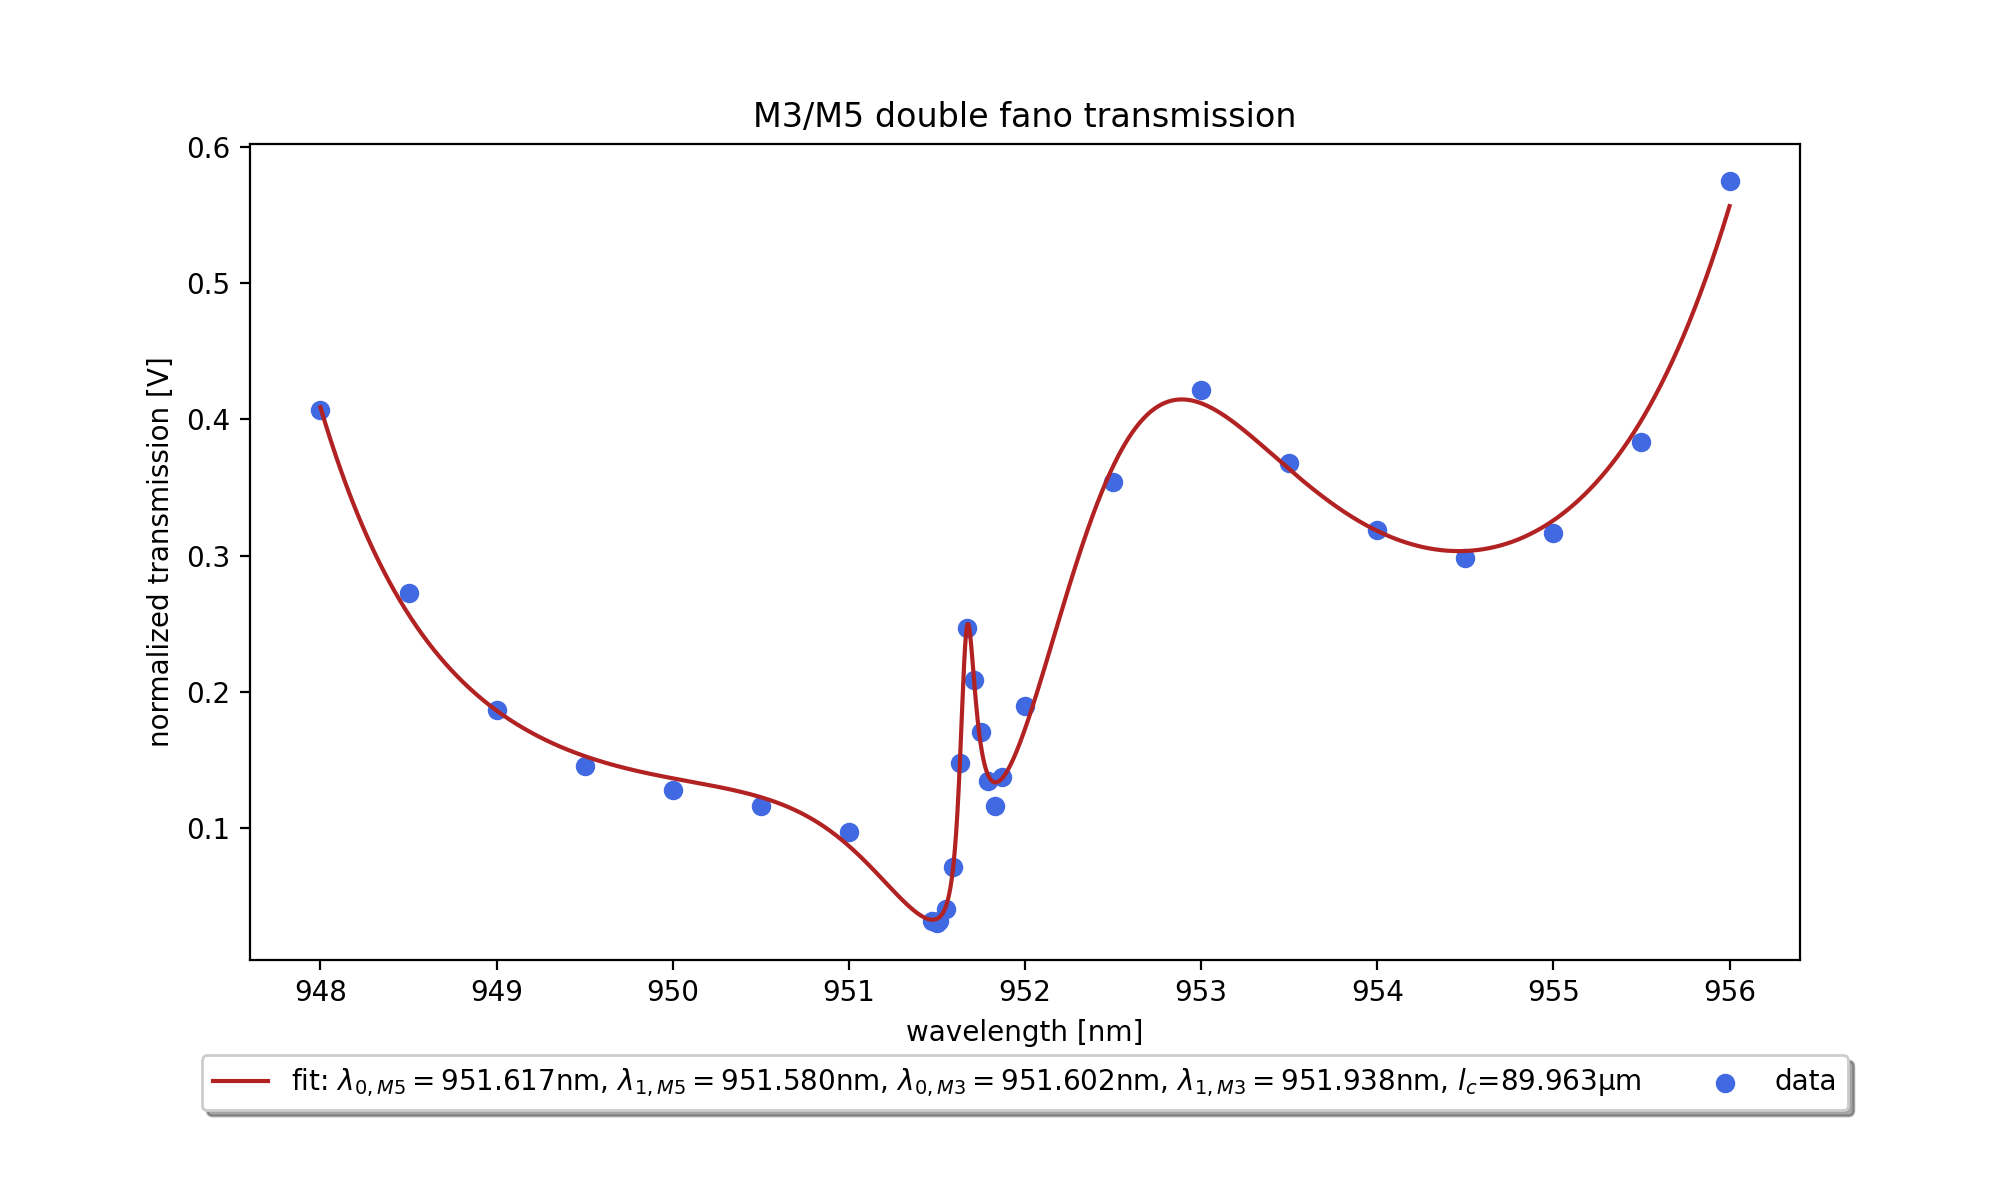 M3/M5 double fano transmission
normalized transmission [V]
0.6
0.5
0.4
0.3
0.2
0.1
948 949 950 951 952 953 954 955 956
wavelength [nm]
fit: λ₀,M5 = 951.617nm, λ₁,M5 = 951.580nm, λ₀,M3 = 951.602nm, λ₁,M3 = 951.938nm, l_c=89.963μm data